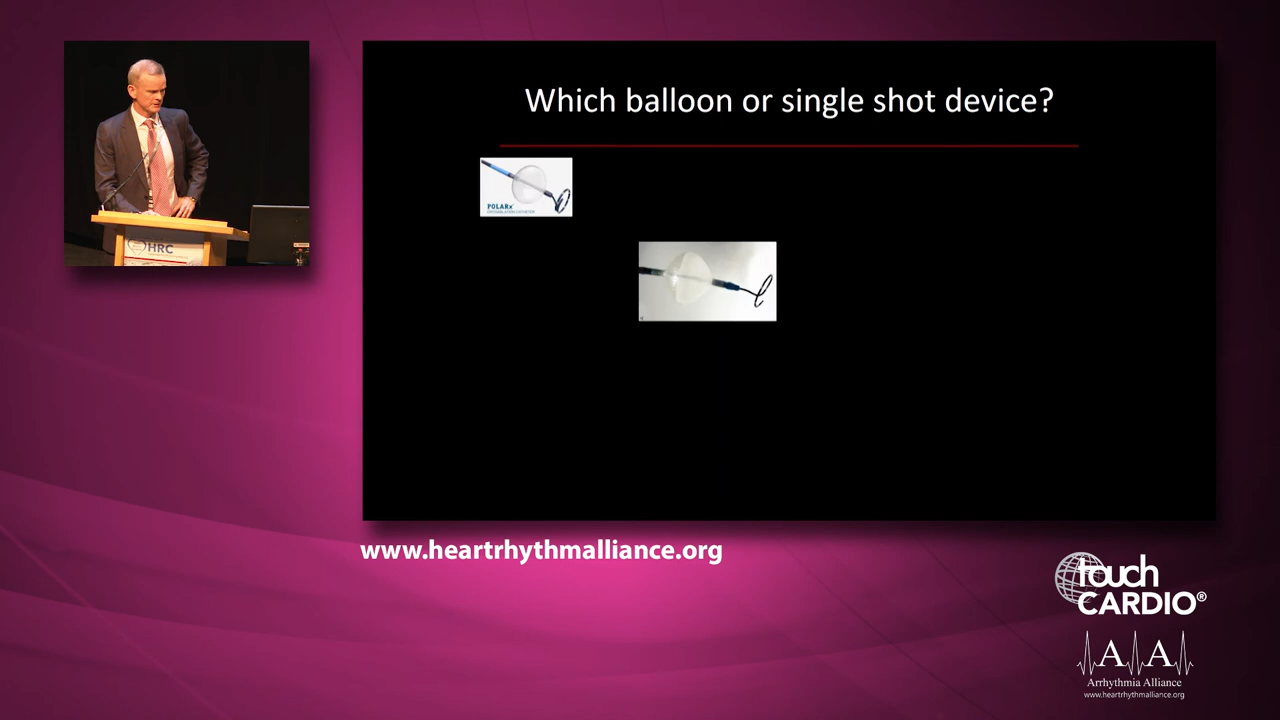 Which balloon or single shot device?
POLARx
HRC
www.heartrhythmalliance.org
touch
CARDIO®
A A
Arrhythmia Alliance
www.heartrhythmalliance.org